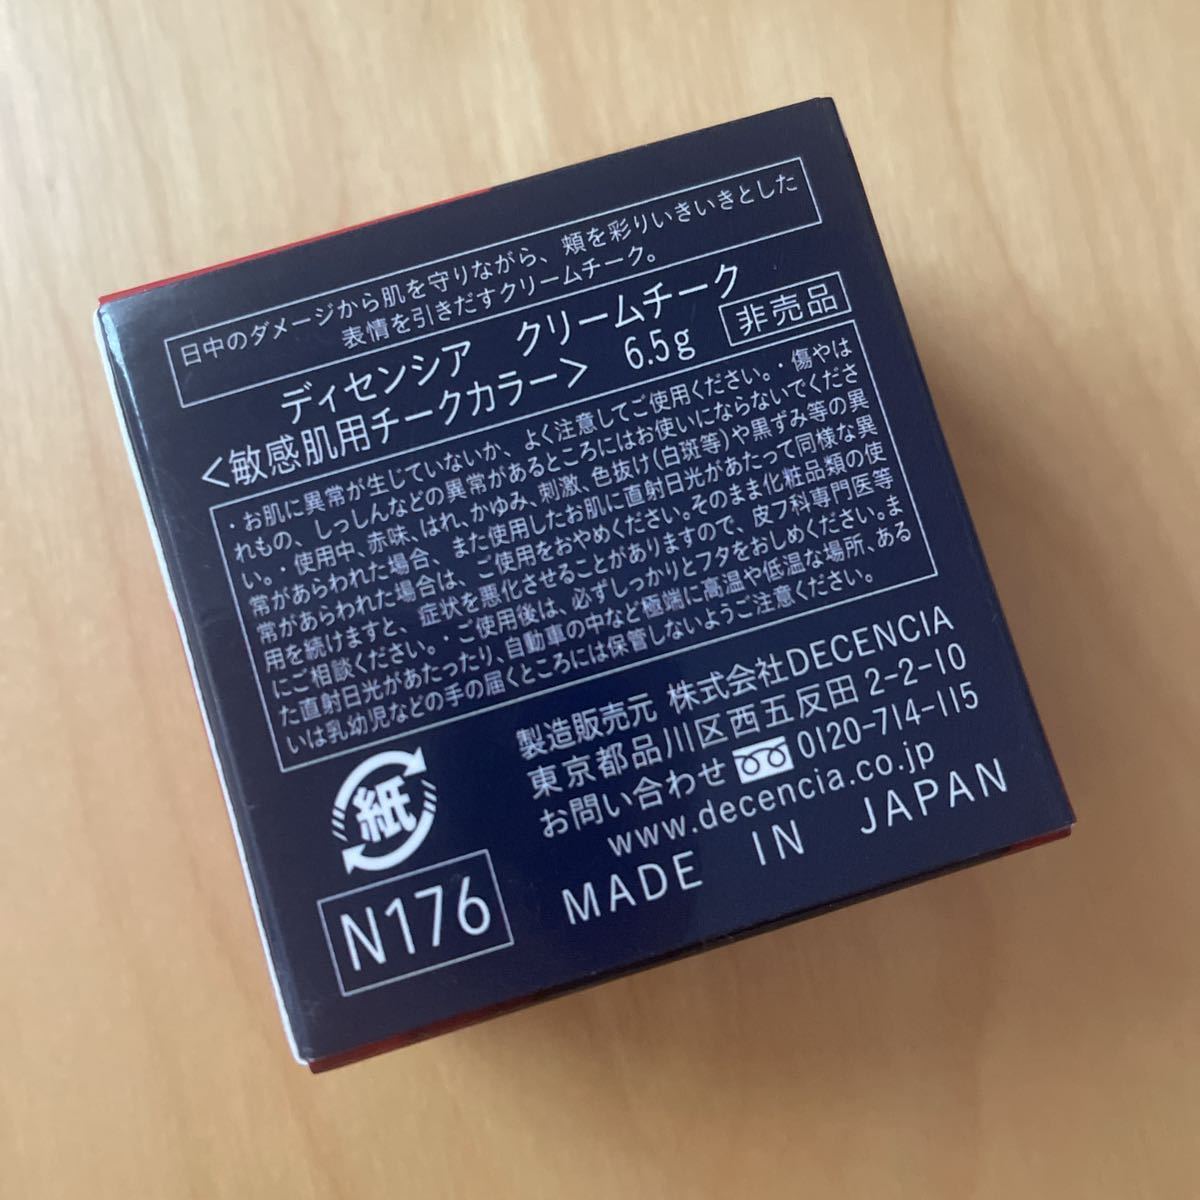 日中のダメージから肌を守りながら、頬を彩りいきいきとした
表情を引きだすクリームチーク。
ディセンシア クリームチーク
<敏感肌用チークカラー> 6.5g 非売品
・お肌に異常が生じていないか、よく注意してご使用ください。・傷やは
れもの、しっしんなどの異常があるところにはお使いにならないでくださ
い。・使用中、赤味、はれ、かゆみ、刺激、色抜け(白斑等)や黒ずみ等の異
常があらわれた場合、また使用したお肌に直射日光があたって同様な異
常があらわれた場合は、ご使用をおやめください。そのまま化粧品類の使
用を続けますと、症状を悪化させることがありますので、皮フ科専門医等
にご相談ください。・ご使用後は、必ずしっかりとフタをおしめください。ま
た直射日光があたったり、自動車の中など極端に高温や低温な場所、ある
いは乳幼児などの手の届くところには保管しないようご注意ください。
製造販売元 株式会社DECENCIA
東京都品川区西五反田2-2-10
お問い合わせ 0120-714-115
www.decencia.co.jp
MADE IN JAPAN
紙
N176